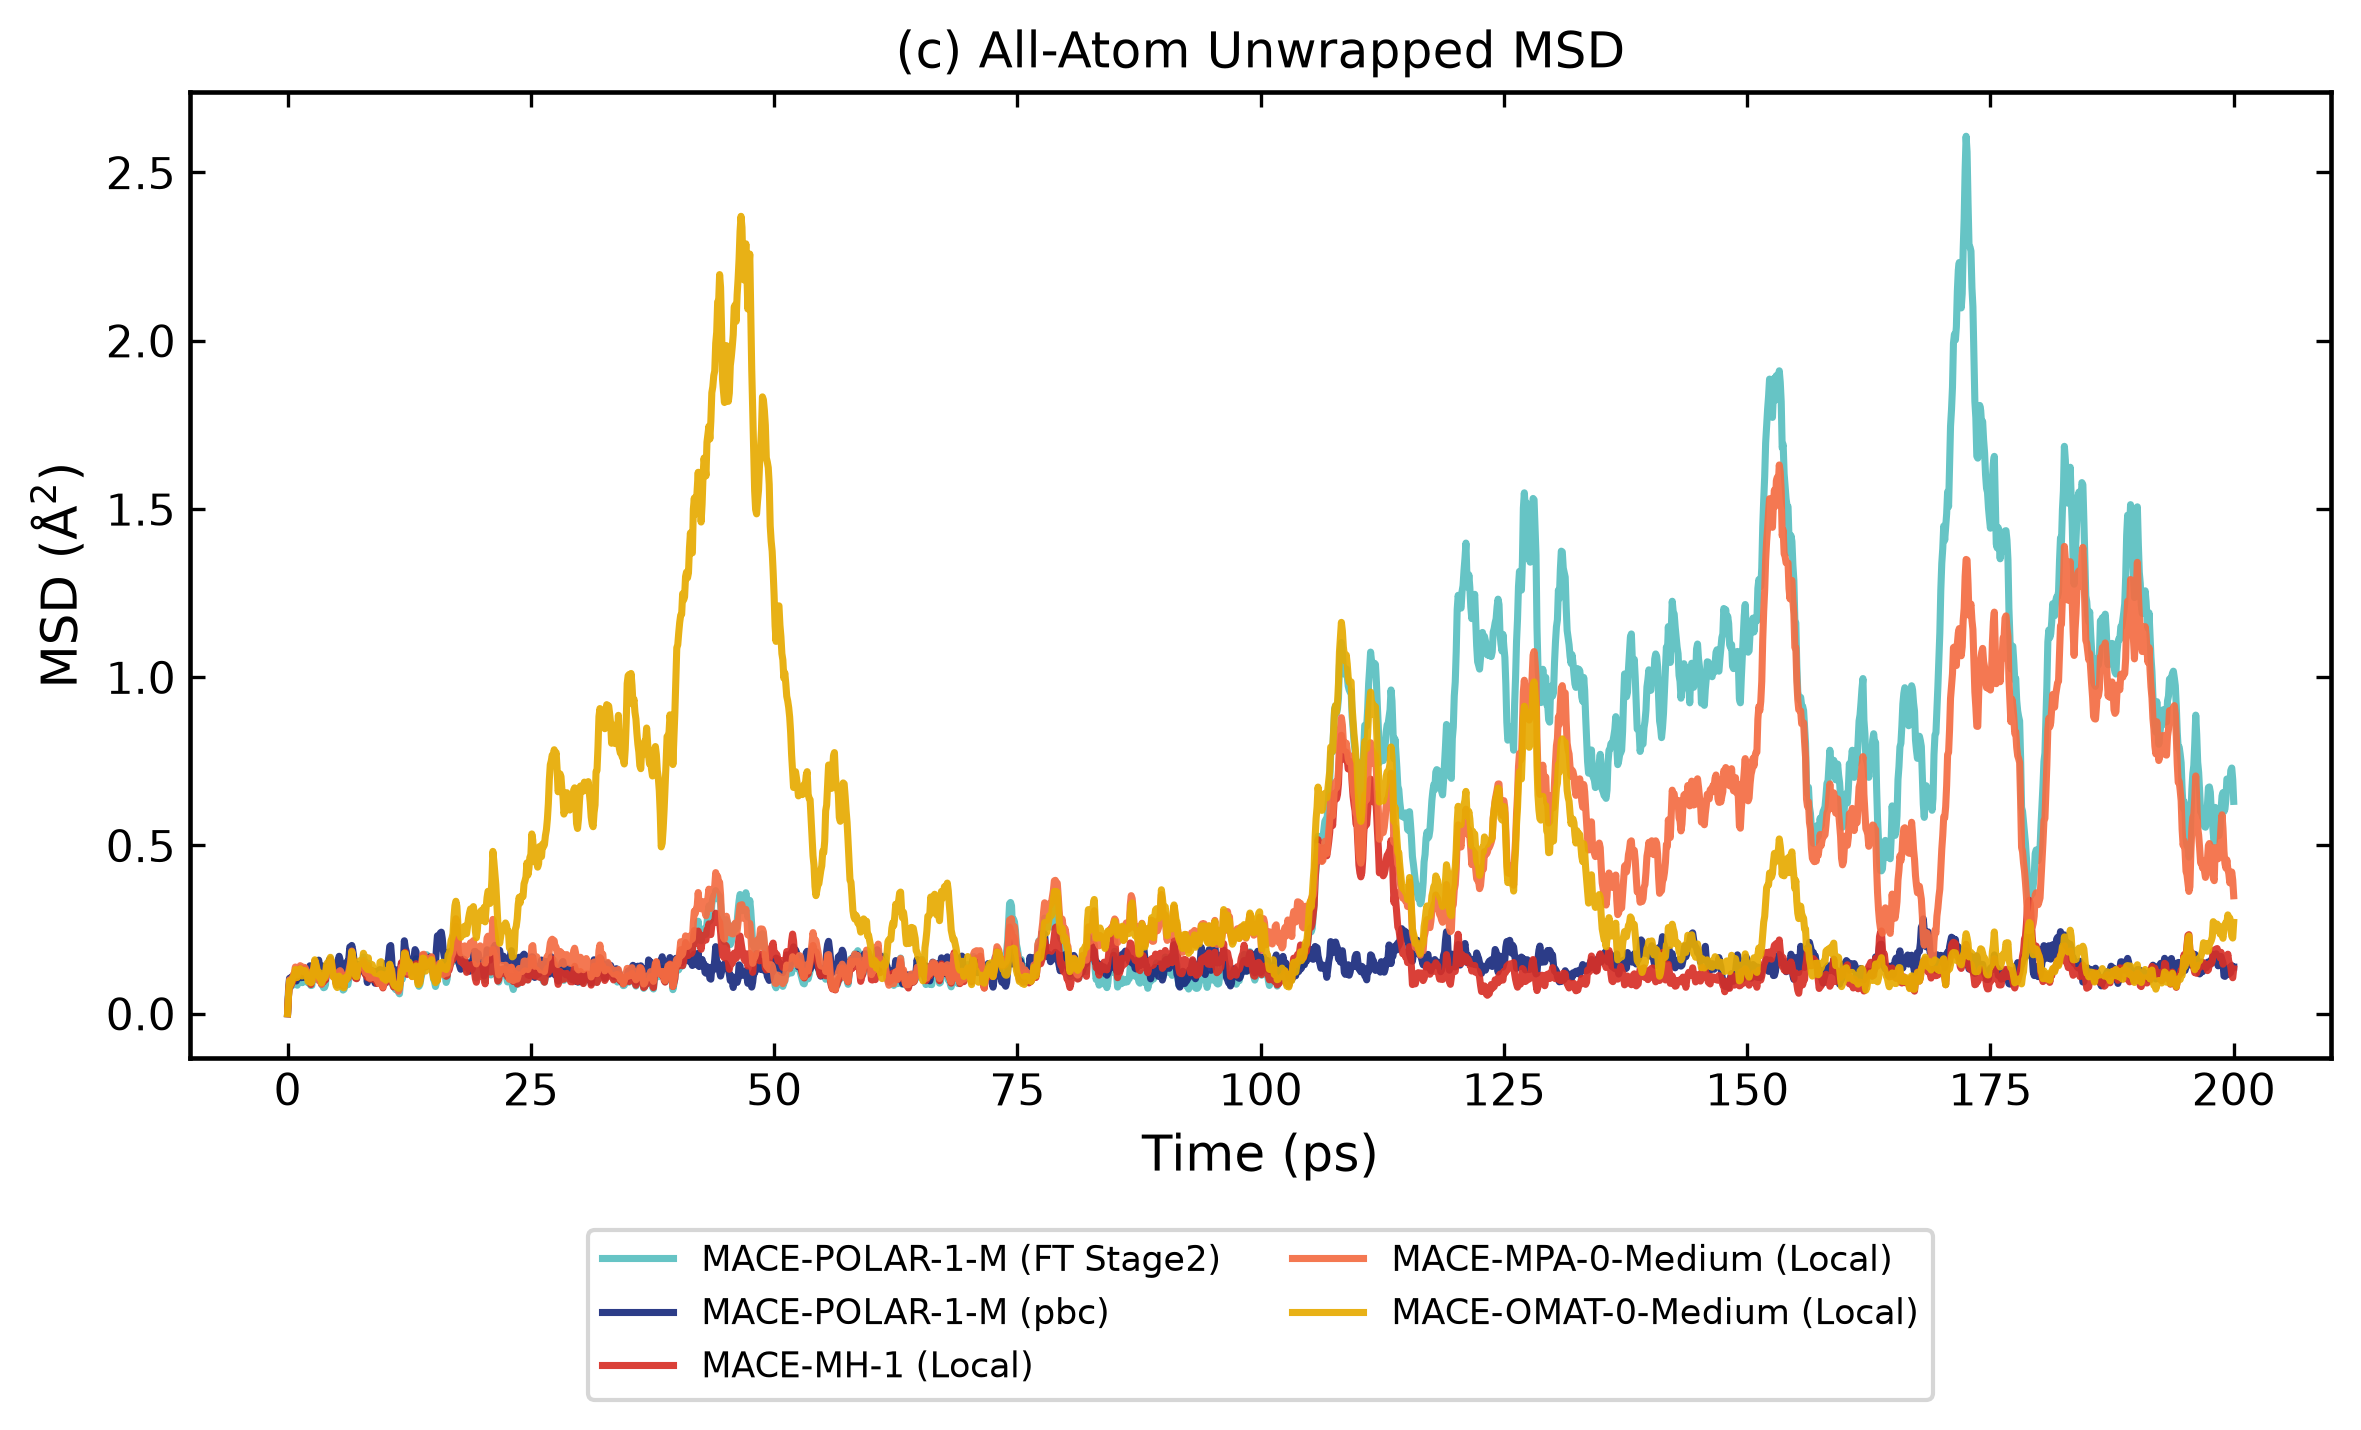 (c) All-Atom Unwrapped MSD
MSD (Å²)
2.5
2.0
1.5
1.0
0.5
0.0
0 25 50 75 100 125 150 175 200
Time (ps)
MACE-POLAR-1-M (FT Stage2)
MACE-POLAR-1-M (pbc)
MACE-MH-1 (Local)
MACE-MPA-0-Medium (Local)
MACE-OMAT-0-Medium (Local)